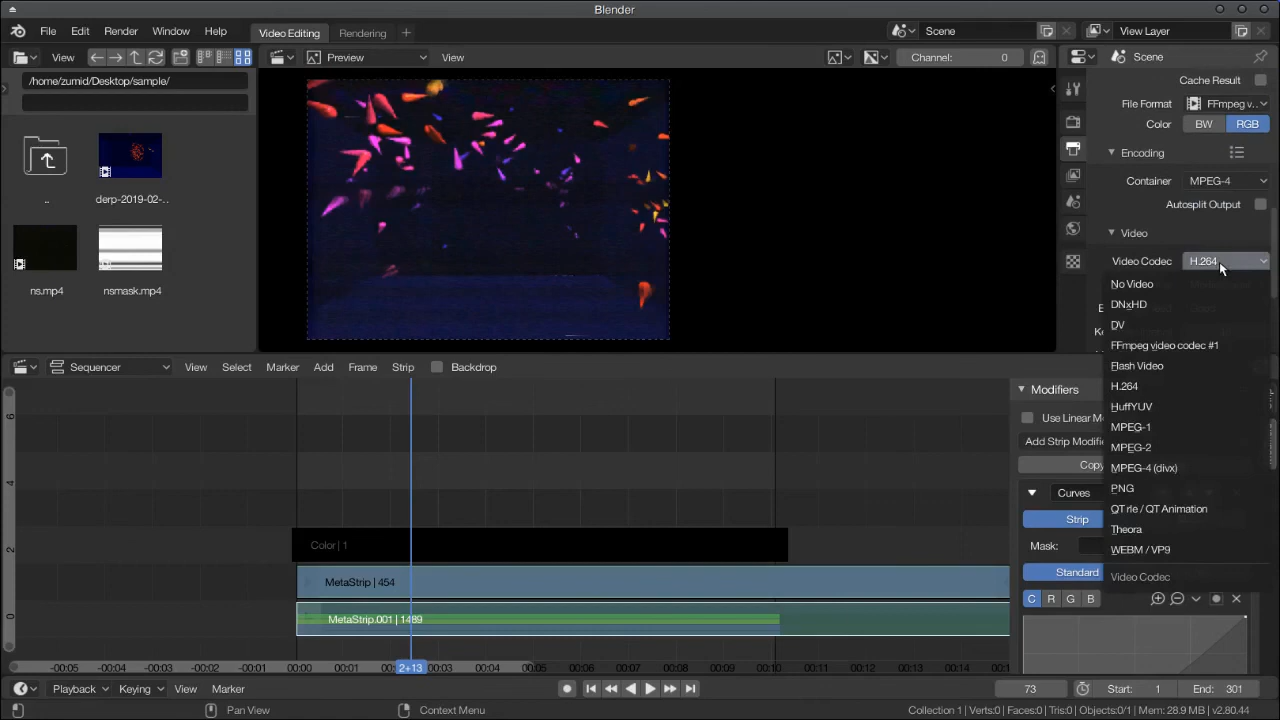 Blender
File Edit Render Window Help
Video Editing Rendering +
Scene
View Layer
View
Preview
View
Channel: 0
Scene
/home/zumid/Desktop/sample/
..
derp-2019-02-...
ns.mp4
nsmask.mp4
Cache Result
File Format FFmpeg v..
Color BW RGB
Encoding
Container MPEG-4
Autosplit Output
Video
Video Codec H.264
No Video
DNxHD
DV
FFmpeg video codec #1
Flash Video
H.264
HuffYUV
MPEG-1
MPEG-2
MPEG-4 (divx)
PNG
QT rle / QT Animation
Theora
WEBM / VP9
Video Codec
Sequencer View Select Marker Add Frame Strip Backdrop
6
4
2
0
Color | 1
MetaStrip | 454
MetaStrip.001 | 1489
-00:05 -00:04 -00:03 -00:02 -00:01 00:00 00:01 2+13 00:03 00:04 00:05 00:06 00:07 00:08 00:09 00:10 00:11 00:12 00:13 00:14
Modifiers
Use Linear Mo
Add Strip Modifie
Copy
Curves
Strip
Mask:
Standard
C R G B
Playback Keying View Marker
73
Start: 1
End: 301
Pan View
Context Menu
Collection 1 | Verts:0 | Faces:0 | Tris:0 | Objects:0/1 | Mem: 28.9 MB | v2.80.44